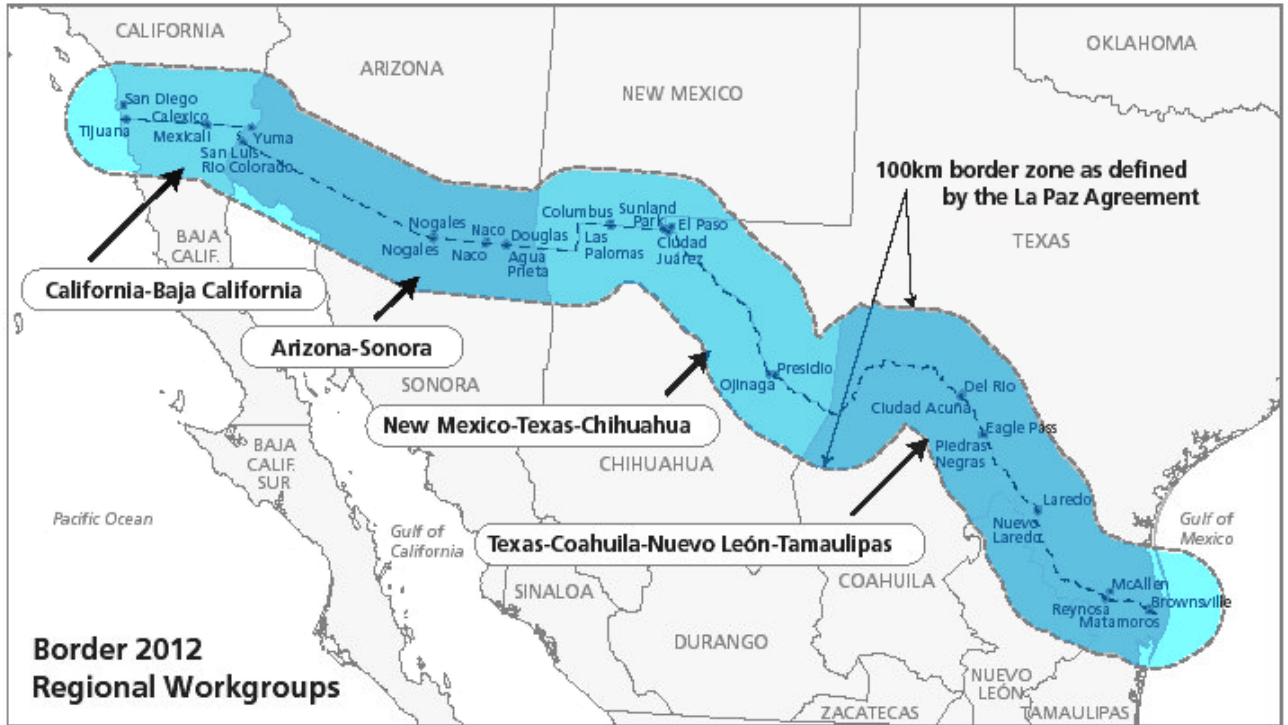 CALIFORNIA
ARIZONA
NEW MEXICO
OKLAHOMA
San Diego
Tijuana
Calexico
Mexicali
Yuma
San Luis
Rio Colorado
100km border zone as defined
by the La Paz Agreement
TEXAS
BAJA
CALIF.
Nogales
Nogales
Naco
Naco
Douglas
Agua
Prieta
Columbus
Las
Palomas
Sunland
Park
El Paso
Ciudad
Juárez
California-Baja California
Arizona-Sonora
SONORA
Ojinaga
Presidio
New Mexico-Texas-Chihuahua
Del Rio
Ciudad Acuña
Eagle Pass
Piedras
Negras
BAJA
CALIF.
SUR
CHIHUAHUA
Pacific Ocean
Gulf of
California
Laredo
Nuevo
Laredo
Gulf of
Mexico
Texas-Coahuila-Nuevo León-Tamaulipas
SINALOA
COAHUILA
McAllen
Reynosa
Brownsville
Matamoros
DURANGO
Border 2012
Regional Workgroups
NUEVO
LEÓN
ZACATECAS
TAMAULIPAS